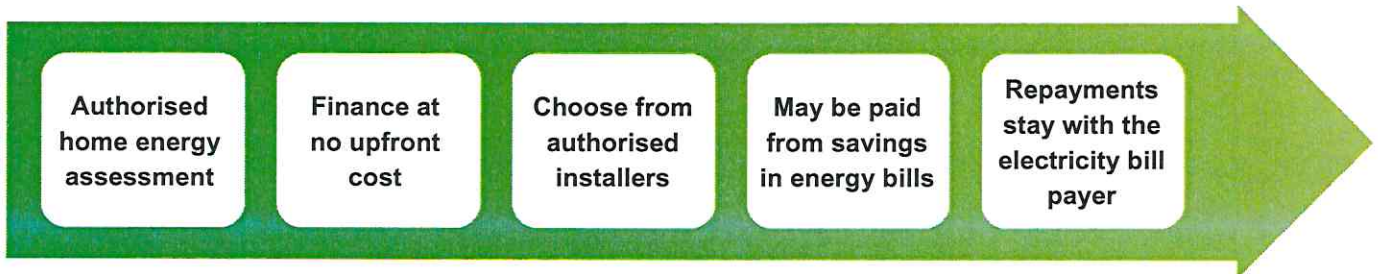 Authorised
home energy
assessment
Finance at
no upfront
cost
Choose from
authorised
installers
May be paid
from savings
in energy bills
Repayments
stay with the
electricity bill
payer